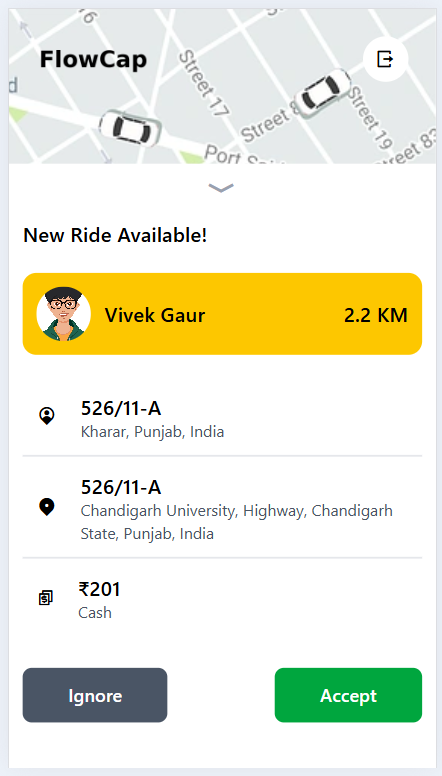 FlowCap
Street 17
Street 8
Street 19
Street 83
Port Sai
New Ride Available!
Vivek Gaur 2.2 KM
526/11-A
Kharar, Punjab, India
526/11-A
Chandigarh University, Highway, Chandigarh
State, Punjab, India
₹201
Cash
Ignore Accept